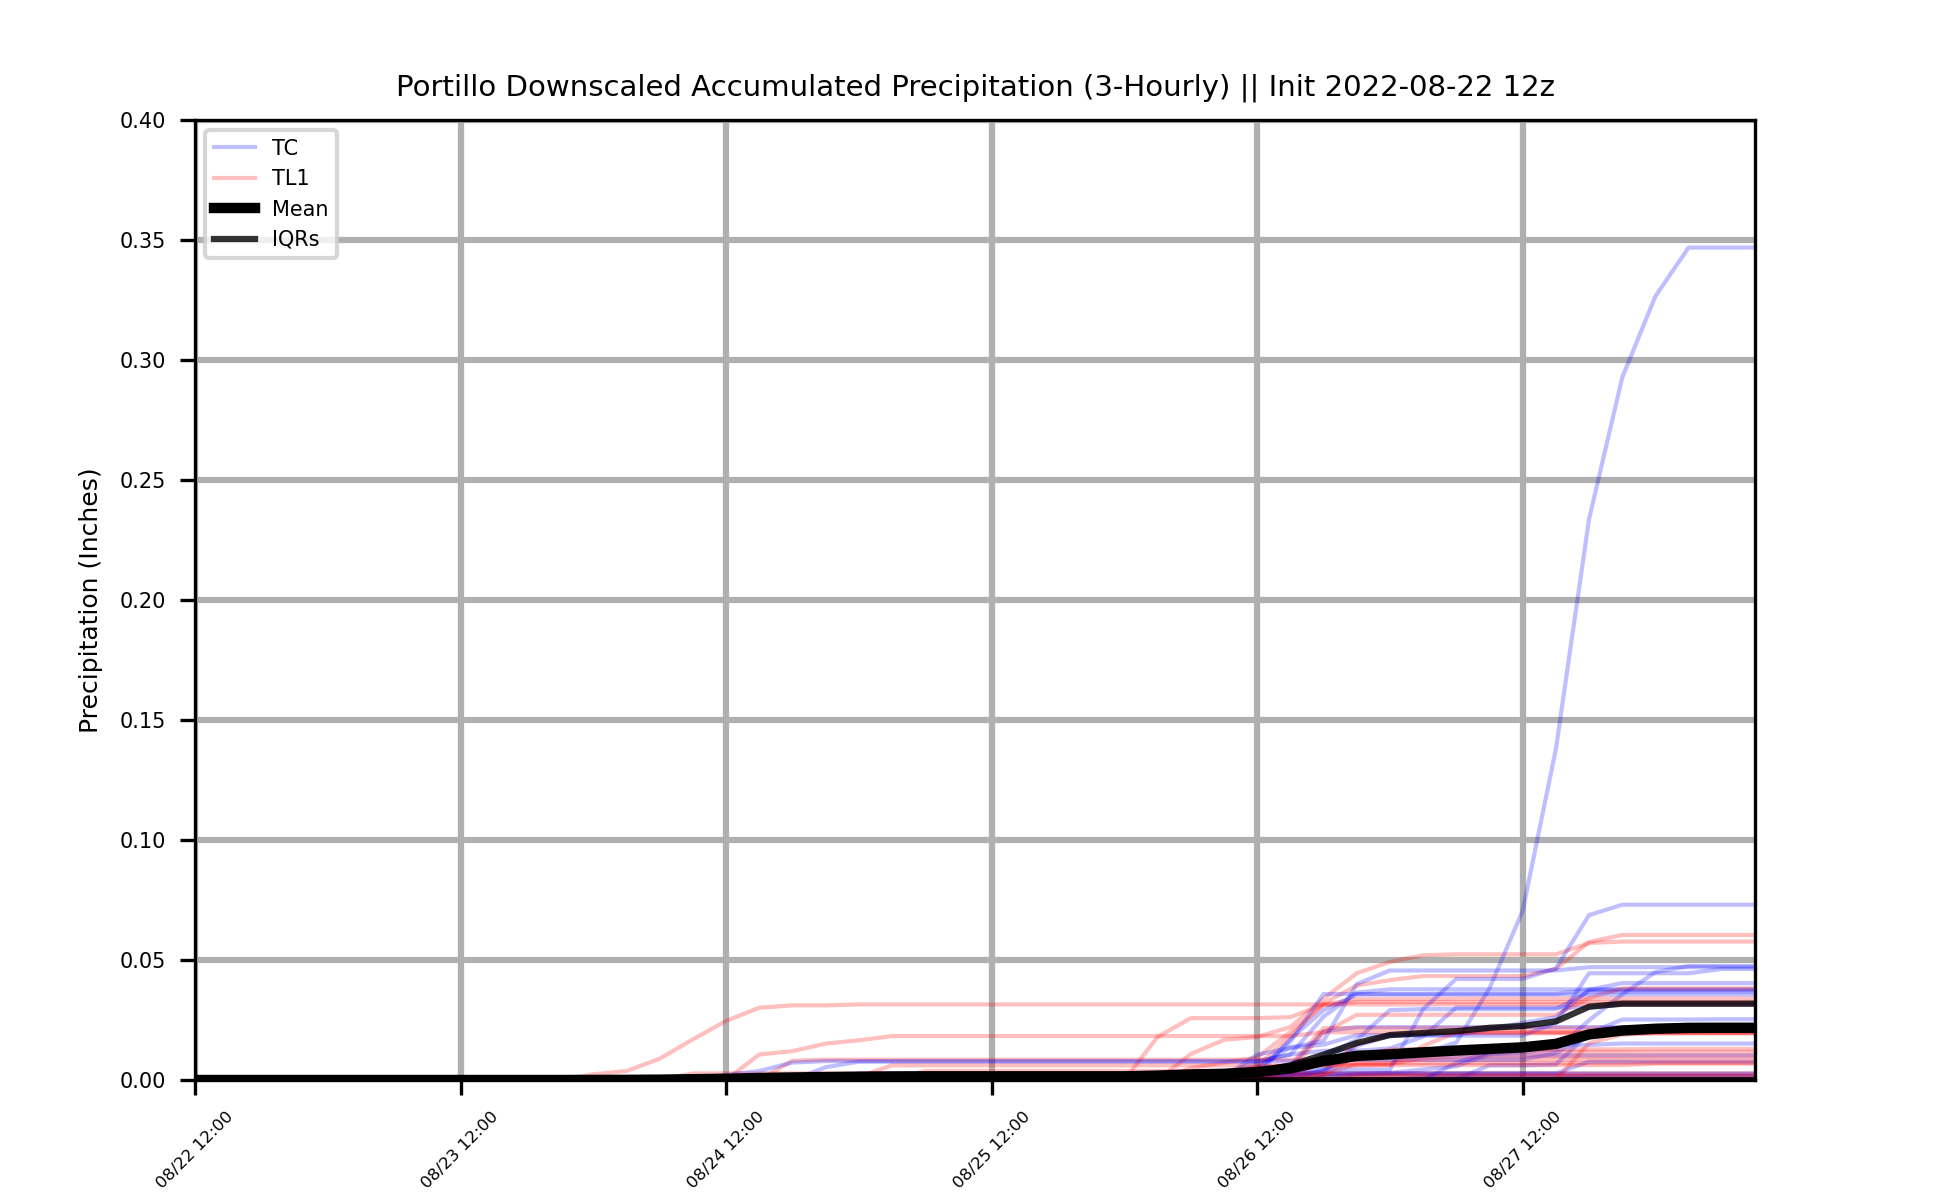 Portillo Downscaled Accumulated Precipitation (3-Hourly) || Init 2022-08-22 12z
TC
TL1
Mean
IQRs
0.40
0.35
0.30
0.25
0.20
0.15
0.10
0.05
0.00
Precipitation (Inches)
08/22 12:00
08/23 12:00
08/24 12:00
08/25 12:00
08/26 12:00
08/27 12:00